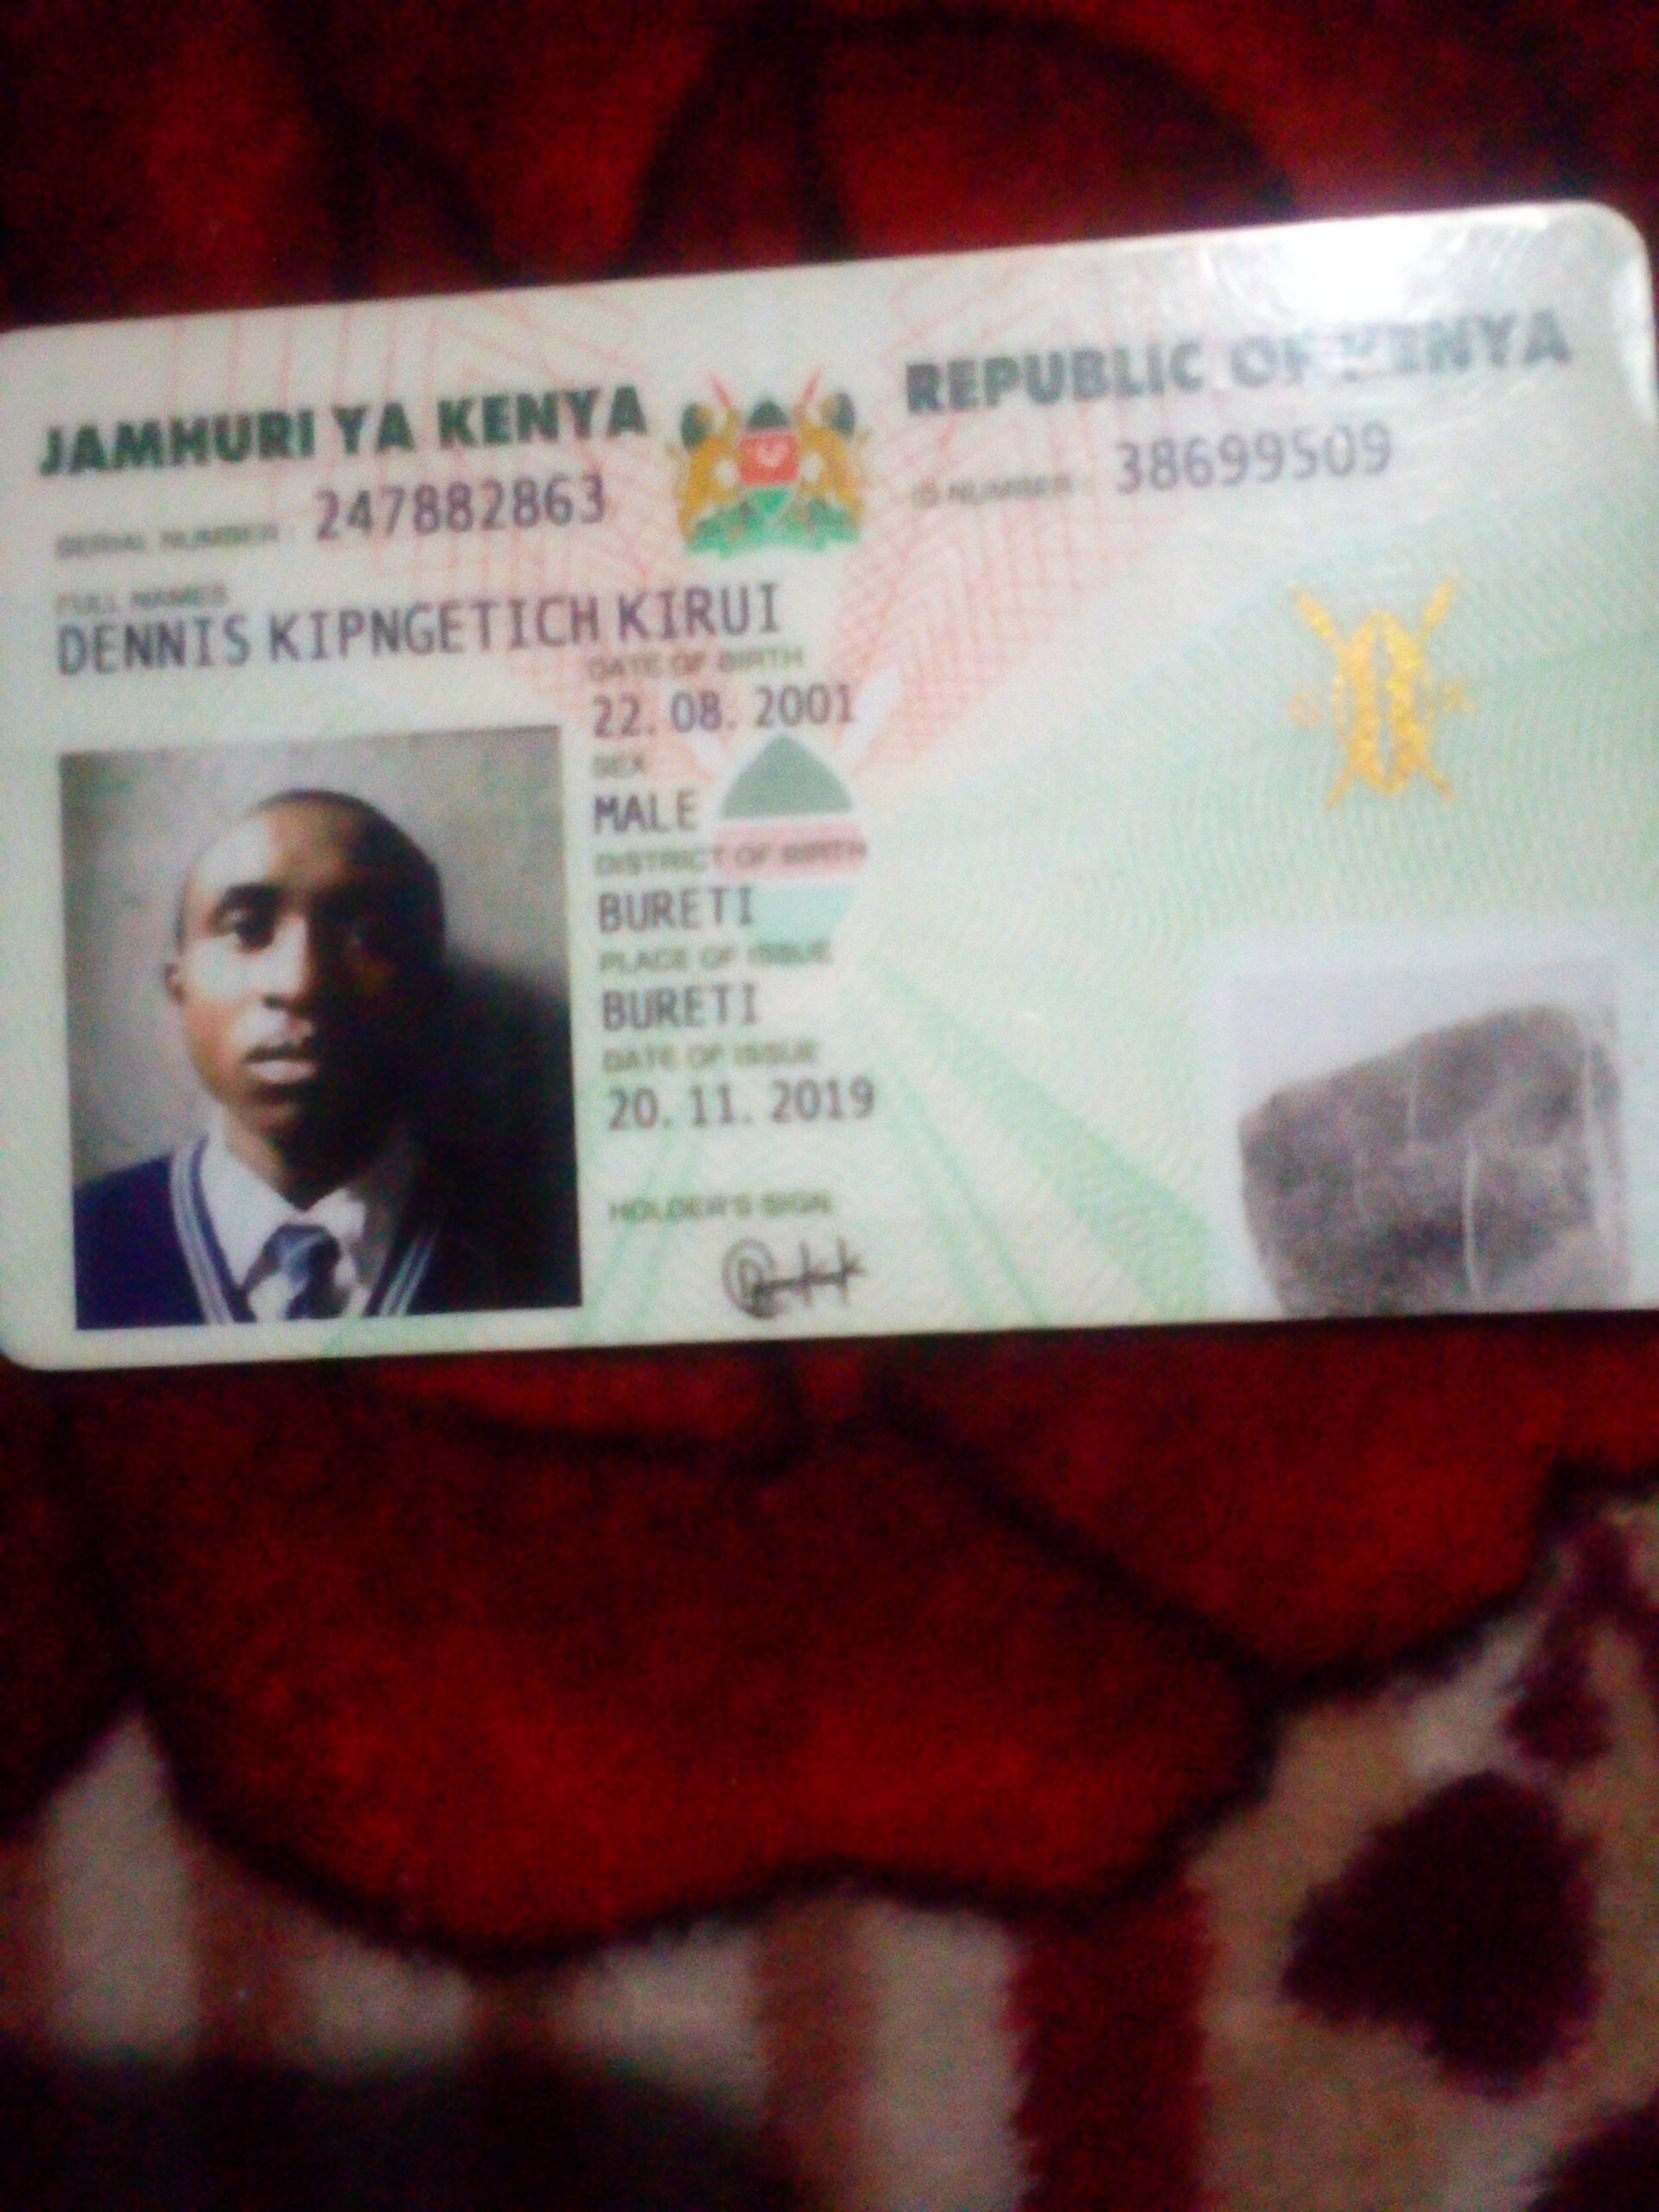 JAMHURI YA KENYA
REPUBLIC OF KENYA
SERIAL NUMBER: 247882863
ID NUMBER: 38699509
FULL NAMES
DENNIS KIPNGETICH KIRUI
DATE OF BIRTH
22. 08. 2001
SEX
MALE
DISTRICT OF BIRTH
BURETI
PLACE OF ISSUE
BURETI
DATE OF ISSUE
20. 11. 2019
HOLDER'S SIGN